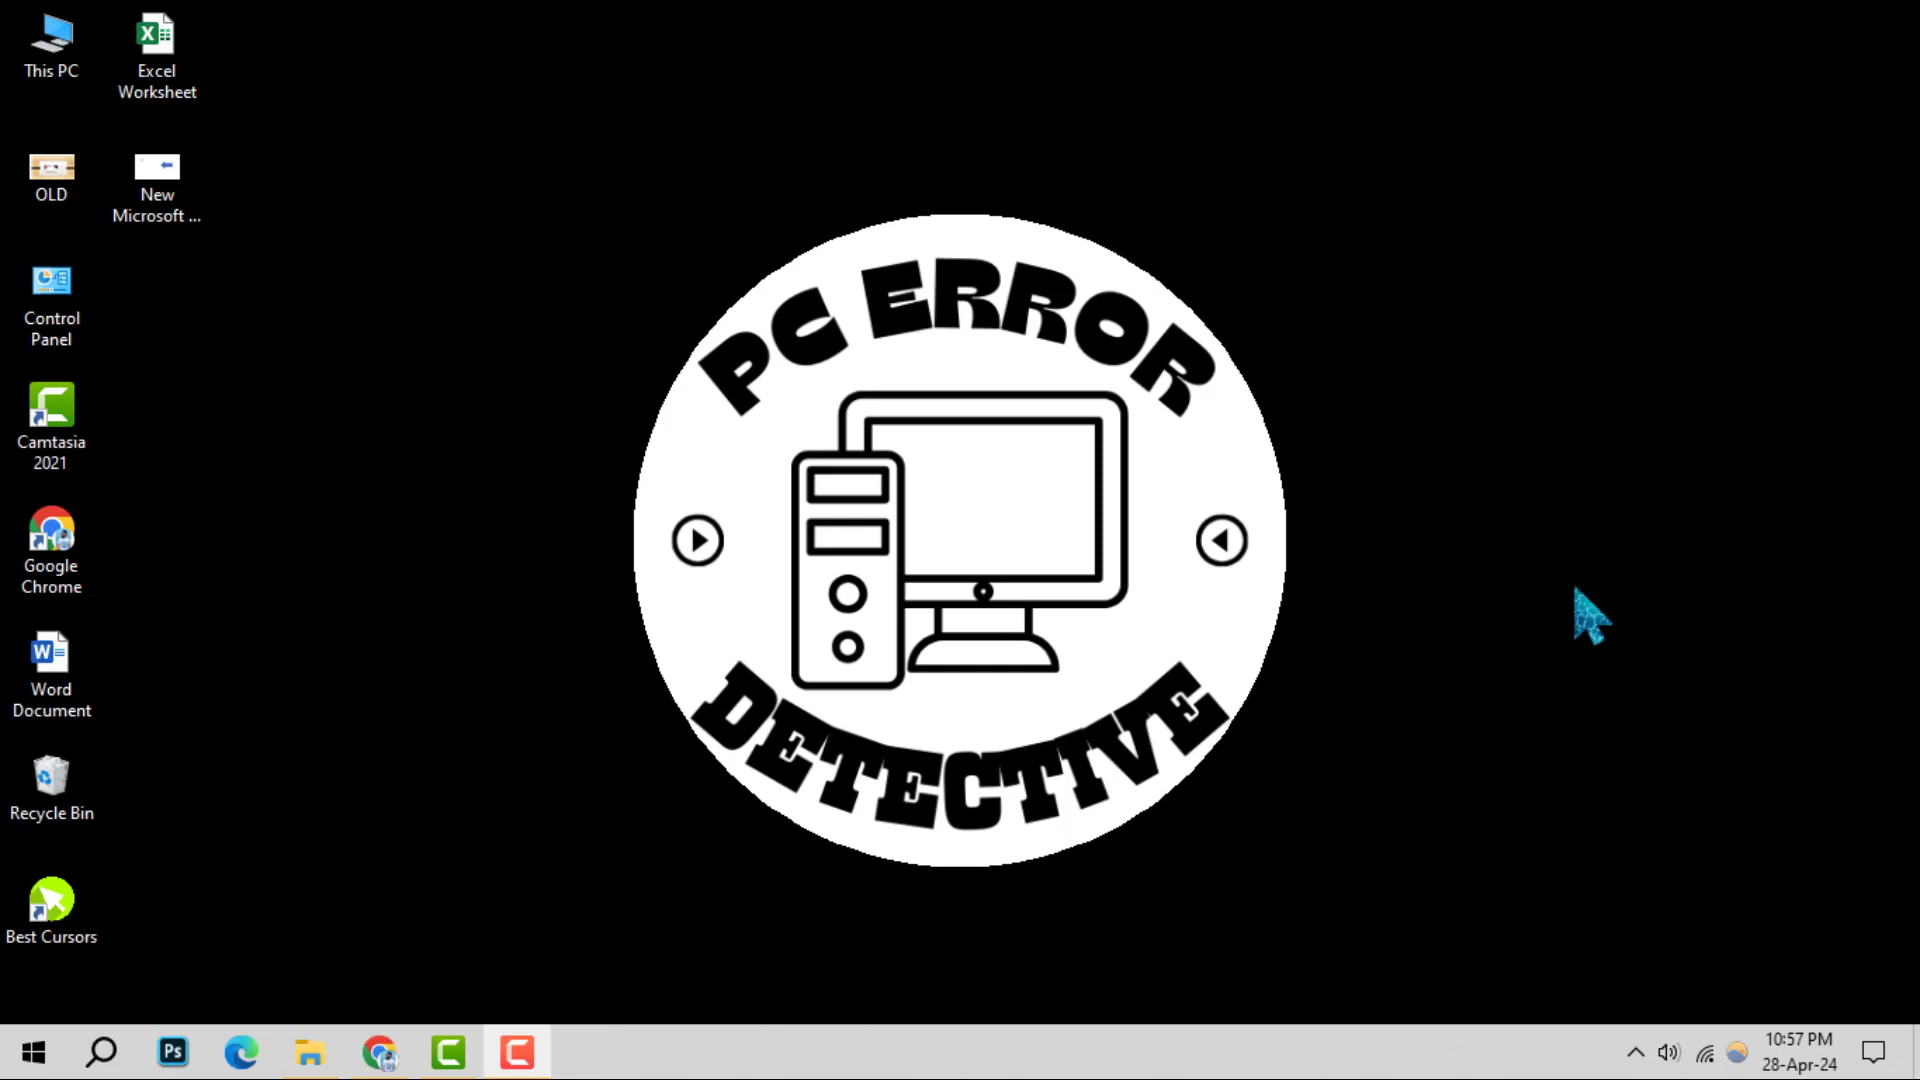 This PC
Excel
Worksheet
OLD
New
Microsoft ...
Control
Panel
Camtasia
2021
Google
Chrome
Word
Document
Recycle Bin
Best Cursors
PC ERROR
DETECTIVE
Ps
10:57 PM
28-Apr-24